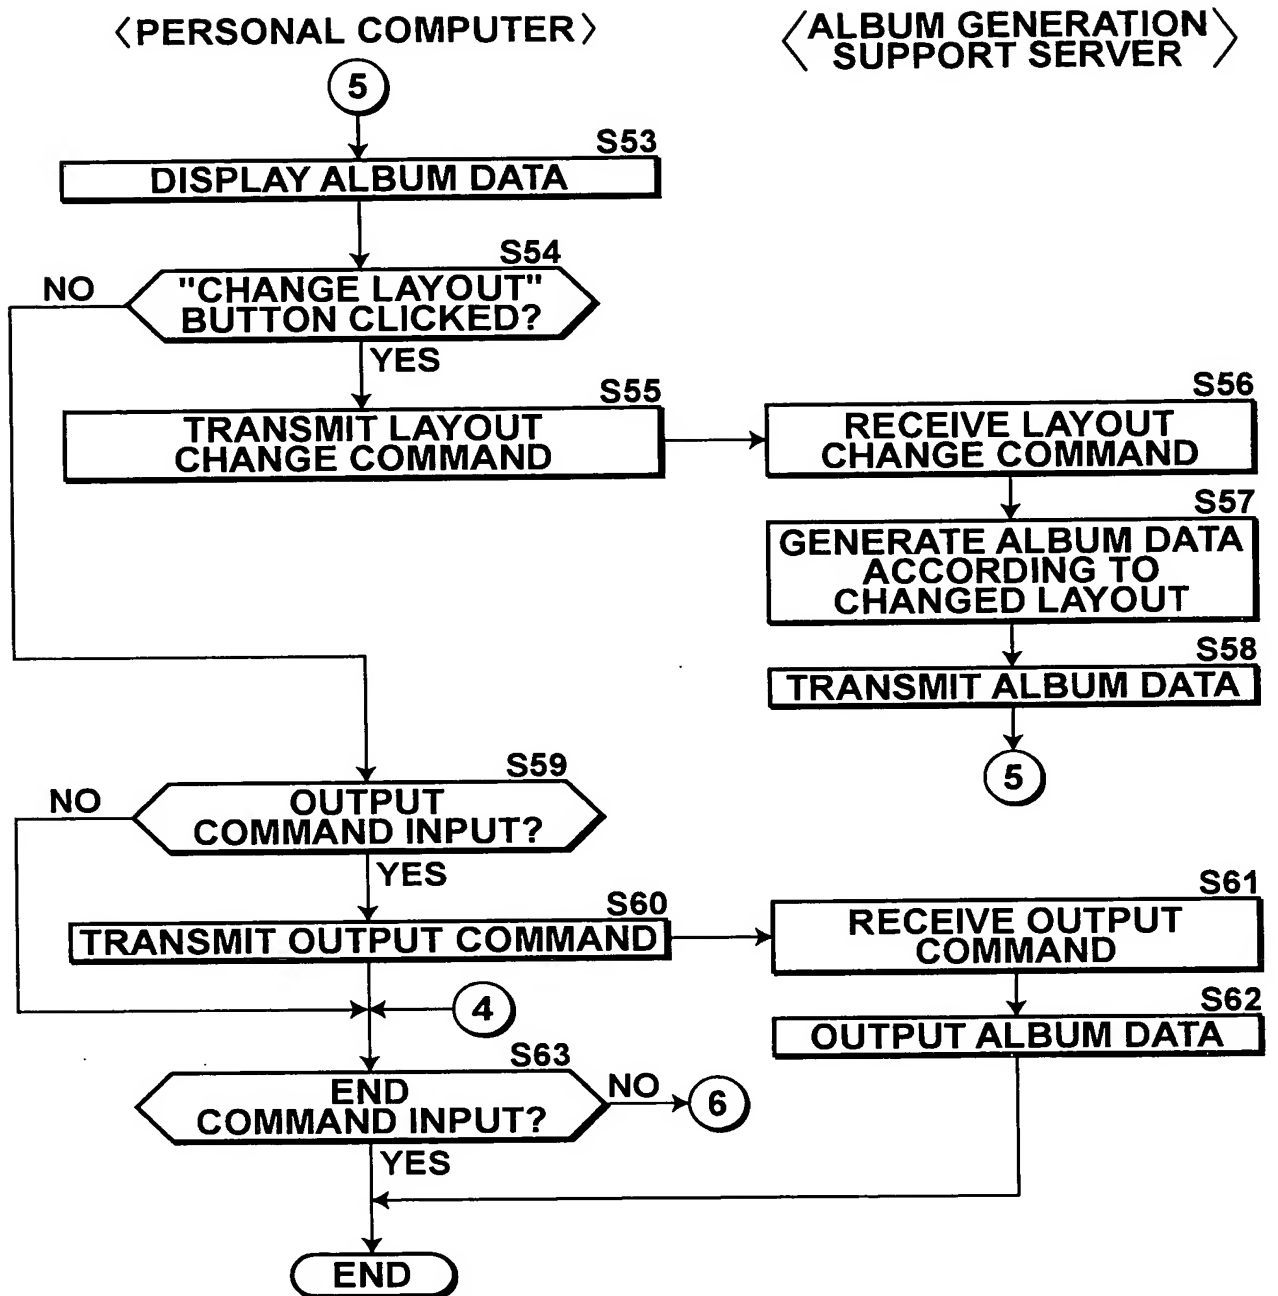 〈PERSONAL COMPUTER〉
〈ALBUM GENERATION
SUPPORT SERVER〉
5
S53
DISPLAY ALBUM DATA
S54
NO
"CHANGE LAYOUT"
BUTTON CLICKED?
YES
S55
TRANSMIT LAYOUT
CHANGE COMMAND
S56
RECEIVE LAYOUT
CHANGE COMMAND
S57
GENERATE ALBUM DATA
ACCORDING TO
CHANGED LAYOUT
S58
TRANSMIT ALBUM DATA
5
S59
NO
OUTPUT
COMMAND INPUT?
YES
S60
TRANSMIT OUTPUT COMMAND
S61
RECEIVE OUTPUT
COMMAND
4
S62
OUTPUT ALBUM DATA
S63
END
COMMAND INPUT?
NO
6
YES
END